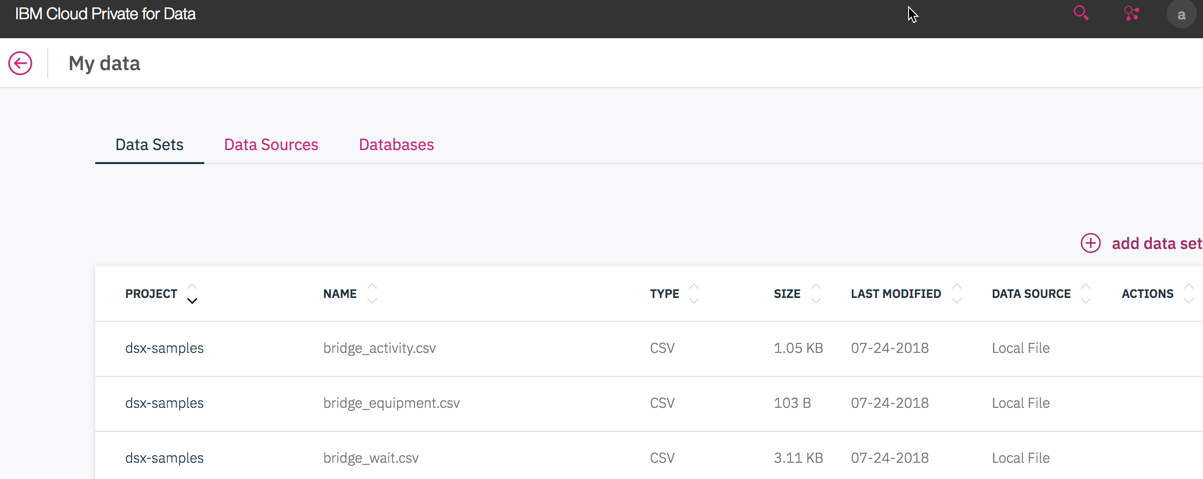 IBM Cloud Private for Data
a
My data
Data Sets Data Sources Databases
add data set
PROJECT NAME TYPE SIZE LAST MODIFIED DATA SOURCE ACTIONS
dsx-samples bridge_activity.csv CSV 1.05 KB 07-24-2018 Local File
dsx-samples bridge_equipment.csv CSV 103 B 07-24-2018 Local File
dsx-samples bridge_wait.csv CSV 3.11 KB 07-24-2018 Local File